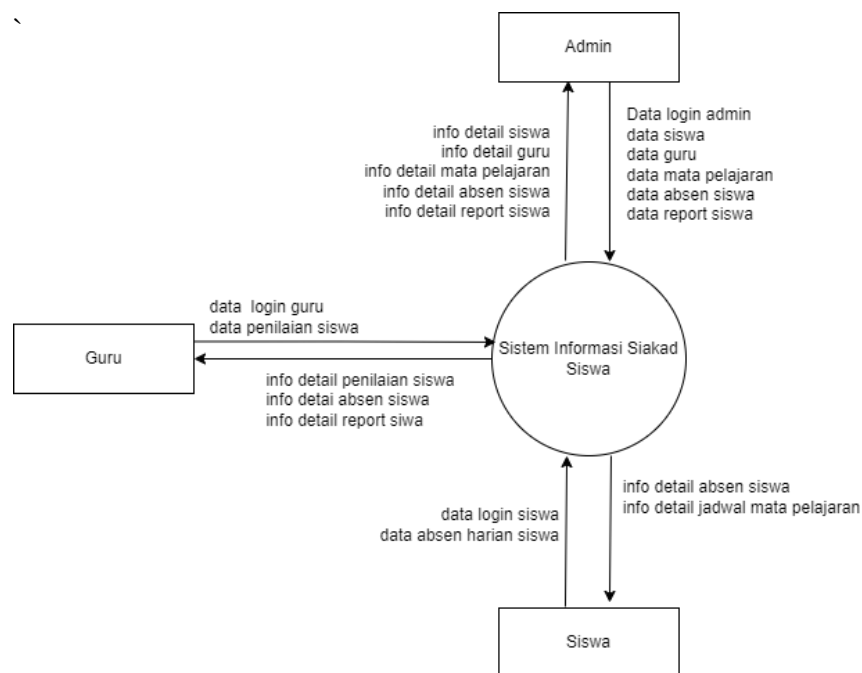 `
Admin
info detail siswa
info detail guru
info detail mata pelajaran
info detail absen siswa
info detail report siswa
Data login admin
data siswa
data guru
data mata pelajaran
data absen siswa
data report siswa
data login guru
data penilaian siswa
Guru
Sistem Informasi Siakad
Siswa
info detail penilaian siswa
info detai absen siswa
info detail report siwa
data login siswa
data absen harian siswa
info detail absen siswa
info detail jadwal mata pelajaran
Siswa